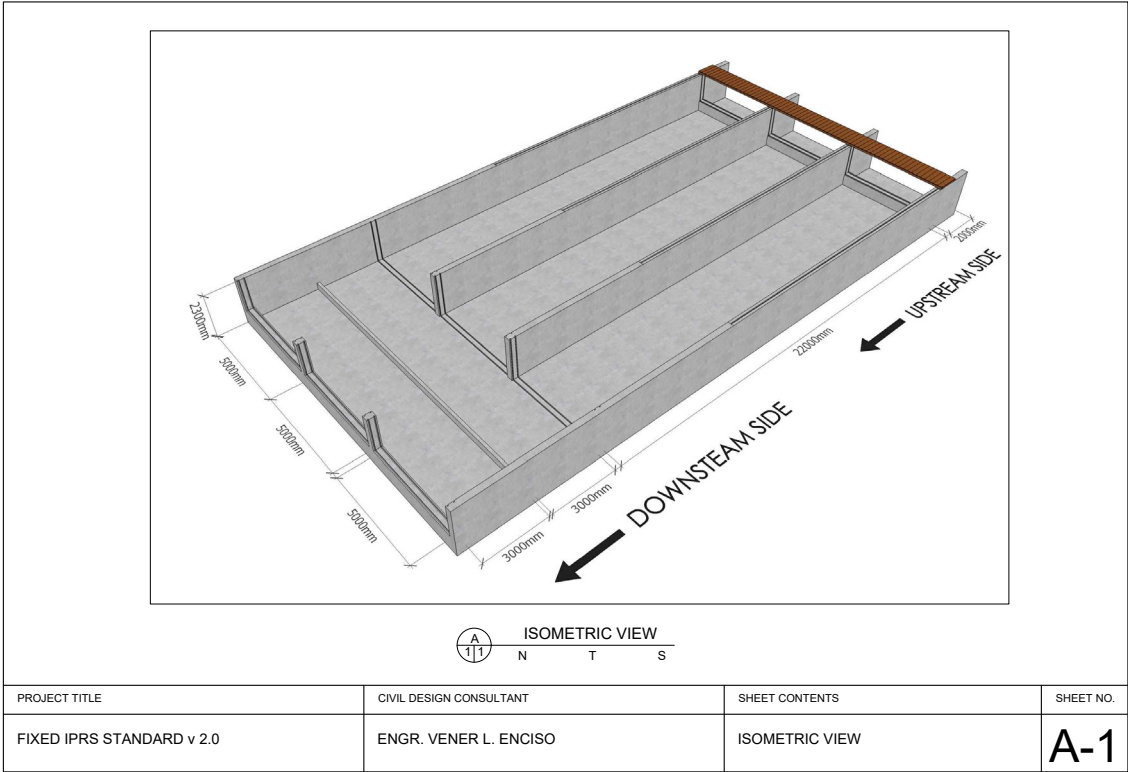 2000mm
UPSTREAM SIDE
22000mm
DOWNSTEAM SIDE
2300mm
5000mm
5000mm
5000mm
3000mm
3000mm
A
1 1
ISOMETRIC VIEW
N T S
PROJECT TITLE
CIVIL DESIGN CONSULTANT
SHEET CONTENTS
SHEET NO.
FIXED IPRS STANDARD v 2.0
ENGR. VENER L. ENCISO
ISOMETRIC VIEW
A-1